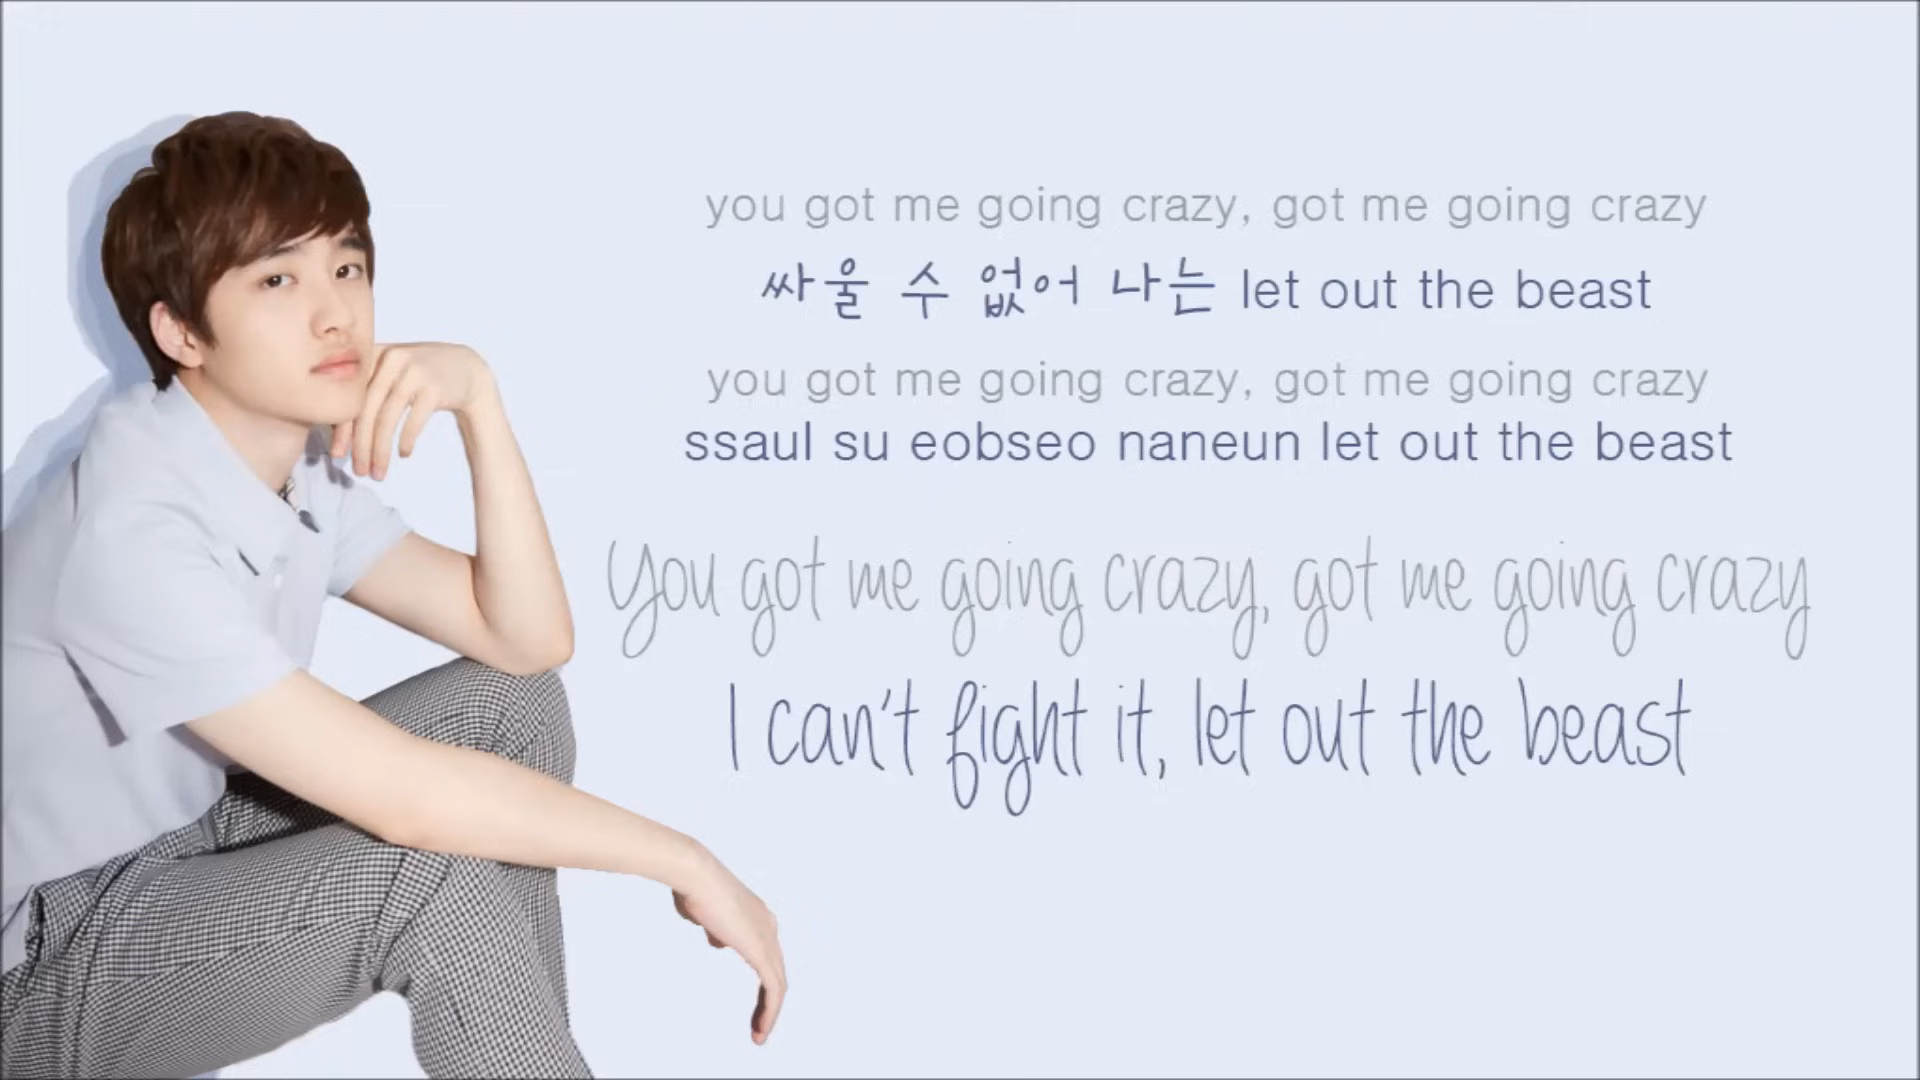 you got me going crazy, got me going crazy
싸울 수 없어 나는 let out the beast
you got me going crazy, got me going crazy
ssaul su eobseo naneun let out the beast
You got me going crazy, got me going crazy
I can't fight it, let out the beast